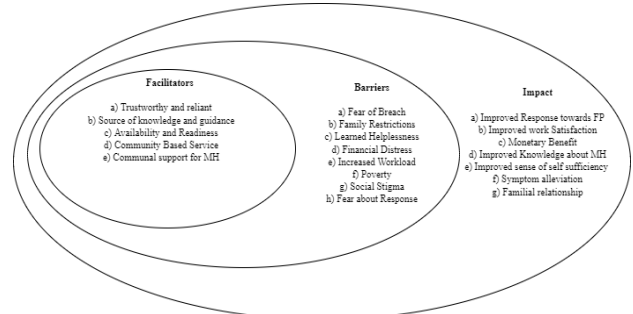 Facilitators
a) Trustworthy and reliant
b) Source of knowledge and guidance
c) Availability and Readiness
d) Community Based Service
e) Communal support for MH
Barriers
a) Fear of Breach
b) Family Restrictions
c) Learned Helplessness
d) Financial Distress
e) Increased Workload
f) Poverty
g) Social Stigma
h) Fear about Response
Impact
a) Improved Response towards FP
b) Improved work Satisfaction
c) Monetary Benefit
d) Improved Knowledge about MH
e) Improved sense of self sufficiency
f) Symptom alleviation
g) Familial relationship